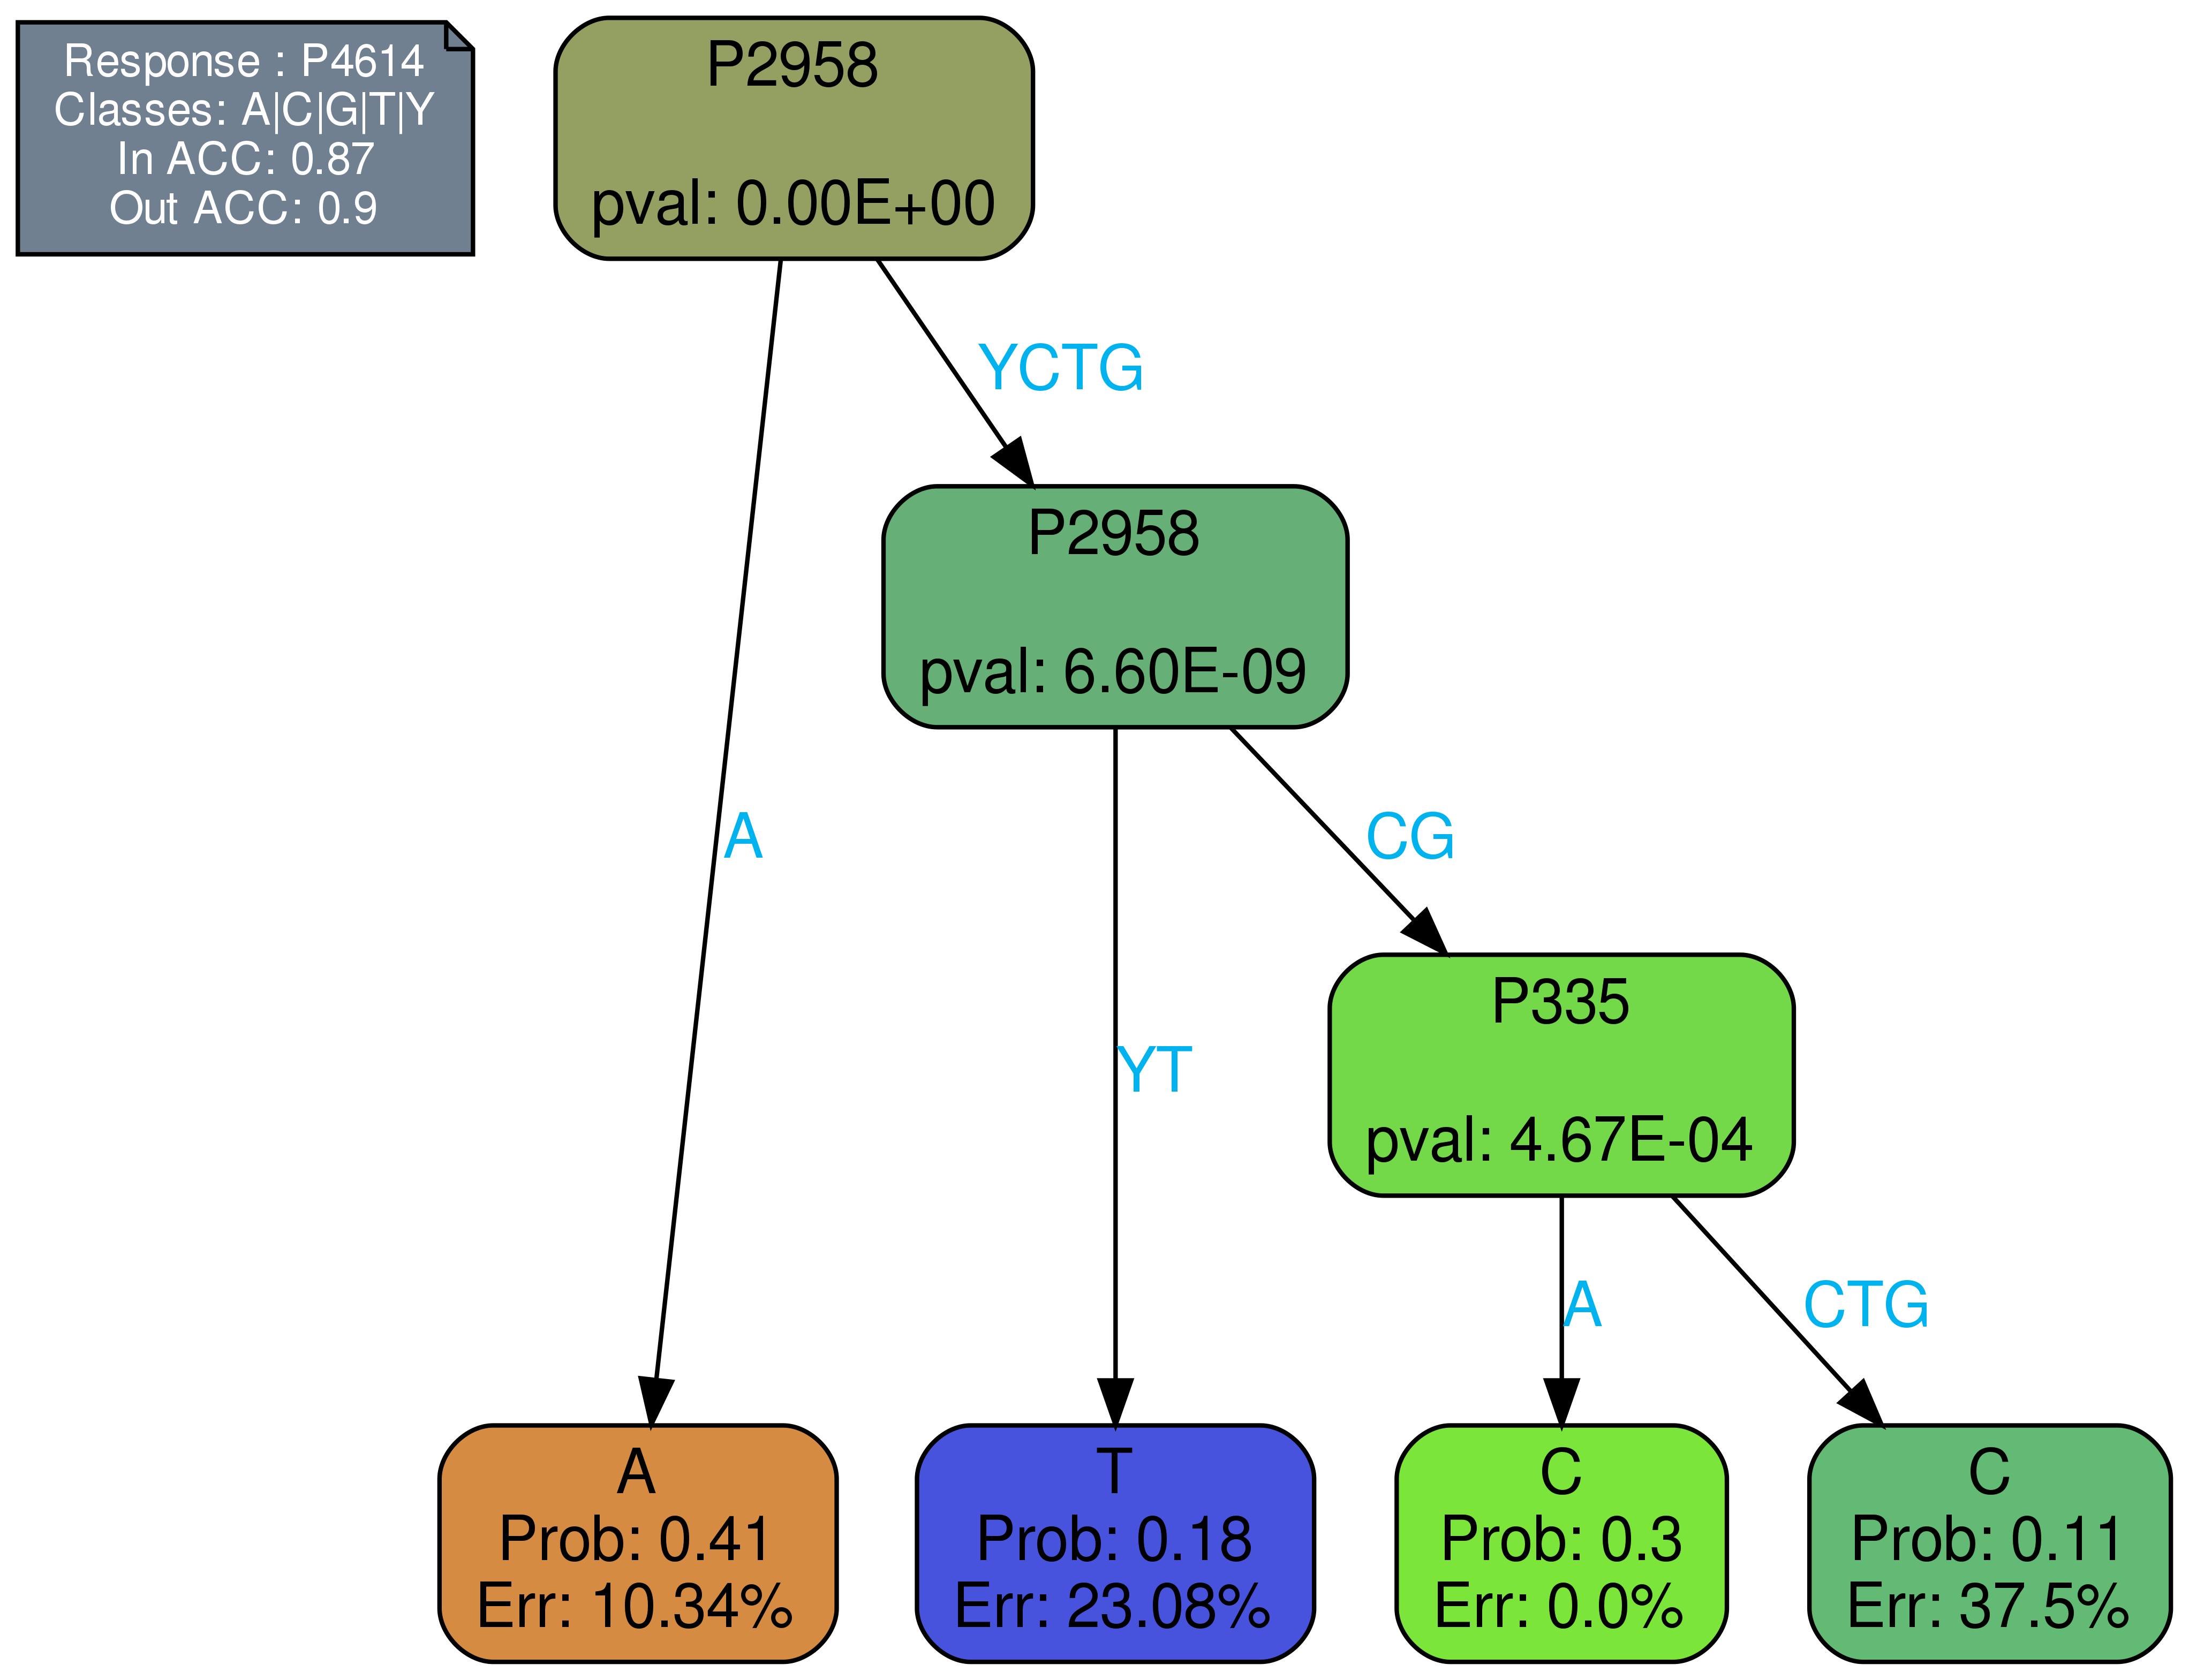 Response : P4614
Classes: A|C|G|T|Y
In ACC: 0.87
Out ACC: 0.9
P2958
pval: 0.00E+00
YCTG
P2958
pval: 6.60E-09
A
CG
YT
P335
pval: 4.67E-04
A
CTG
A
Prob: 0.41
Err: 10.34%
T
Prob: 0.18
Err: 23.08%
C
Prob: 0.3
Err: 0.0%
C
Prob: 0.11
Err: 37.5%